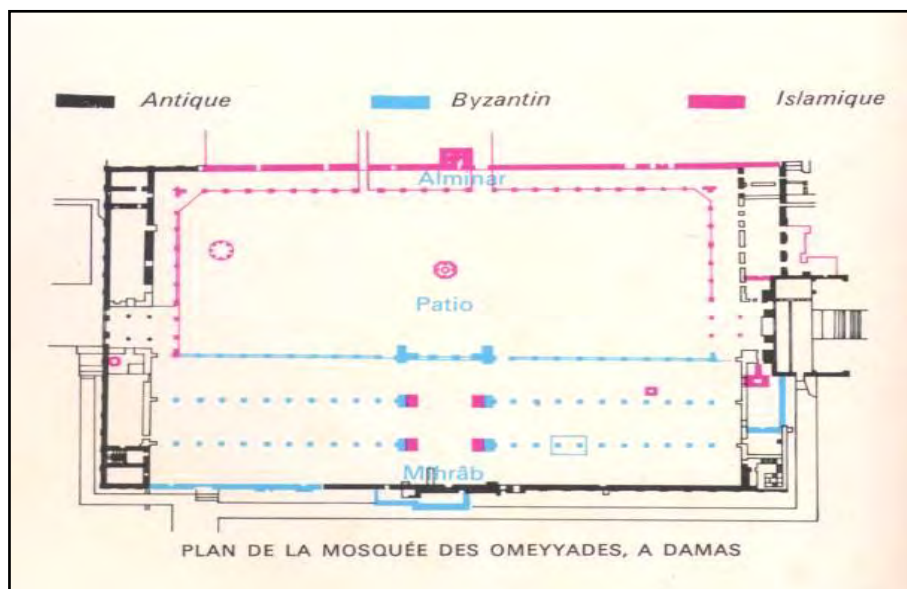 Antique Byzantin Islamique
Alminar
Patio
Mihrâb
PLAN DE LA MOSQUÉE DES OMEYYADES, A DAMAS